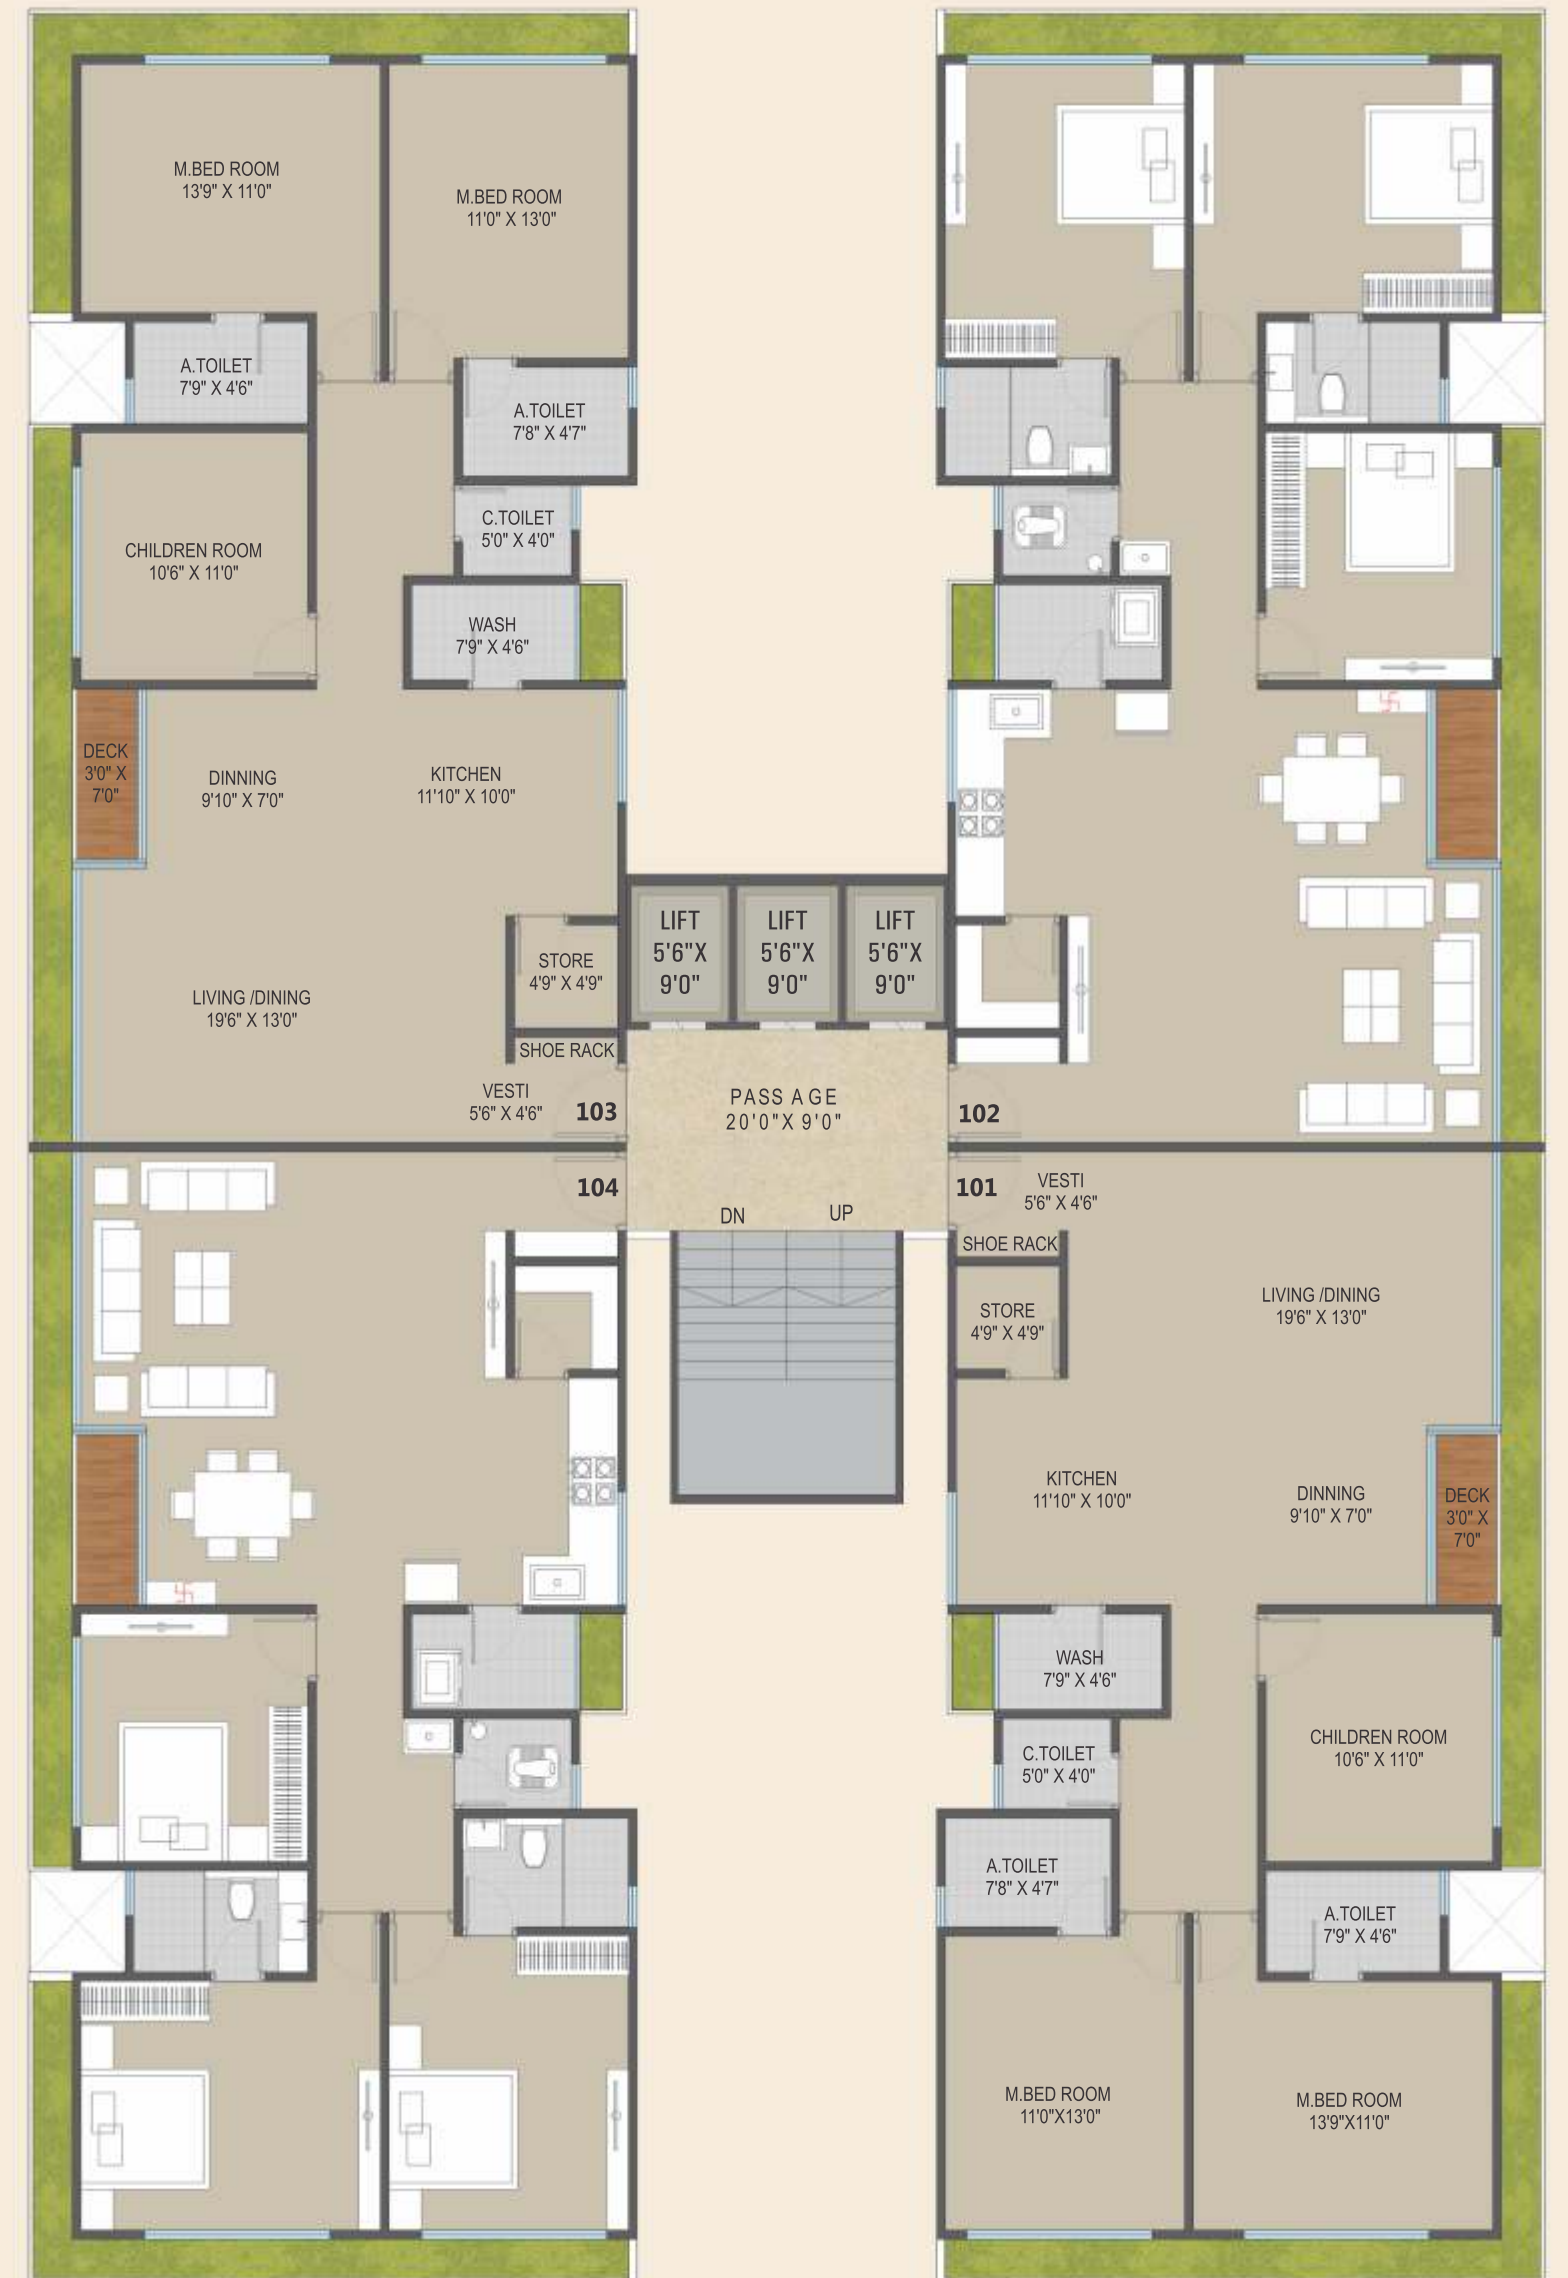 M.BED ROOM
13'9" X 11'0"
M.BED ROOM
11'0" X 13'0"
A.TOILET
7'9" X 4'6"
A.TOILET
7'8" X 4'7"
C.TOILET
5'0" X 4'0"
CHILDREN ROOM
10'6" X 11'0"
WASH
7'9" X 4'6"
DECK
3'0" X
7'0"
DINNING
9'10" X 7'0"
KITCHEN
11'10" X 10'0"
STORE
4'9" X 4'9"
LIVING /DINING
19'6" X 13'0"
SHOE RACK
VESTI
5'6" X 4'6"
103
LIFT
5'6"X
9'0"
LIFT
5'6"X
9'0"
LIFT
5'6"X
9'0"
PASS A GE
20'0"X 9'0"
102
104
DN
UP
101
VESTI
5'6" X 4'6"
SHOE RACK
STORE
4'9" X 4'9"
LIVING /DINING
19'6" X 13'0"
KITCHEN
11'10" X 10'0"
DINNING
9'10" X 7'0"
DECK
3'0" X
7'0"
WASH
7'9" X 4'6"
CHILDREN ROOM
10'6" X 11'0"
C.TOILET
5'0" X 4'0"
A.TOILET
7'8" X 4'7"
A.TOILET
7'9" X 4'6"
M.BED ROOM
11'0"X13'0"
M.BED ROOM
13'9"X11'0"